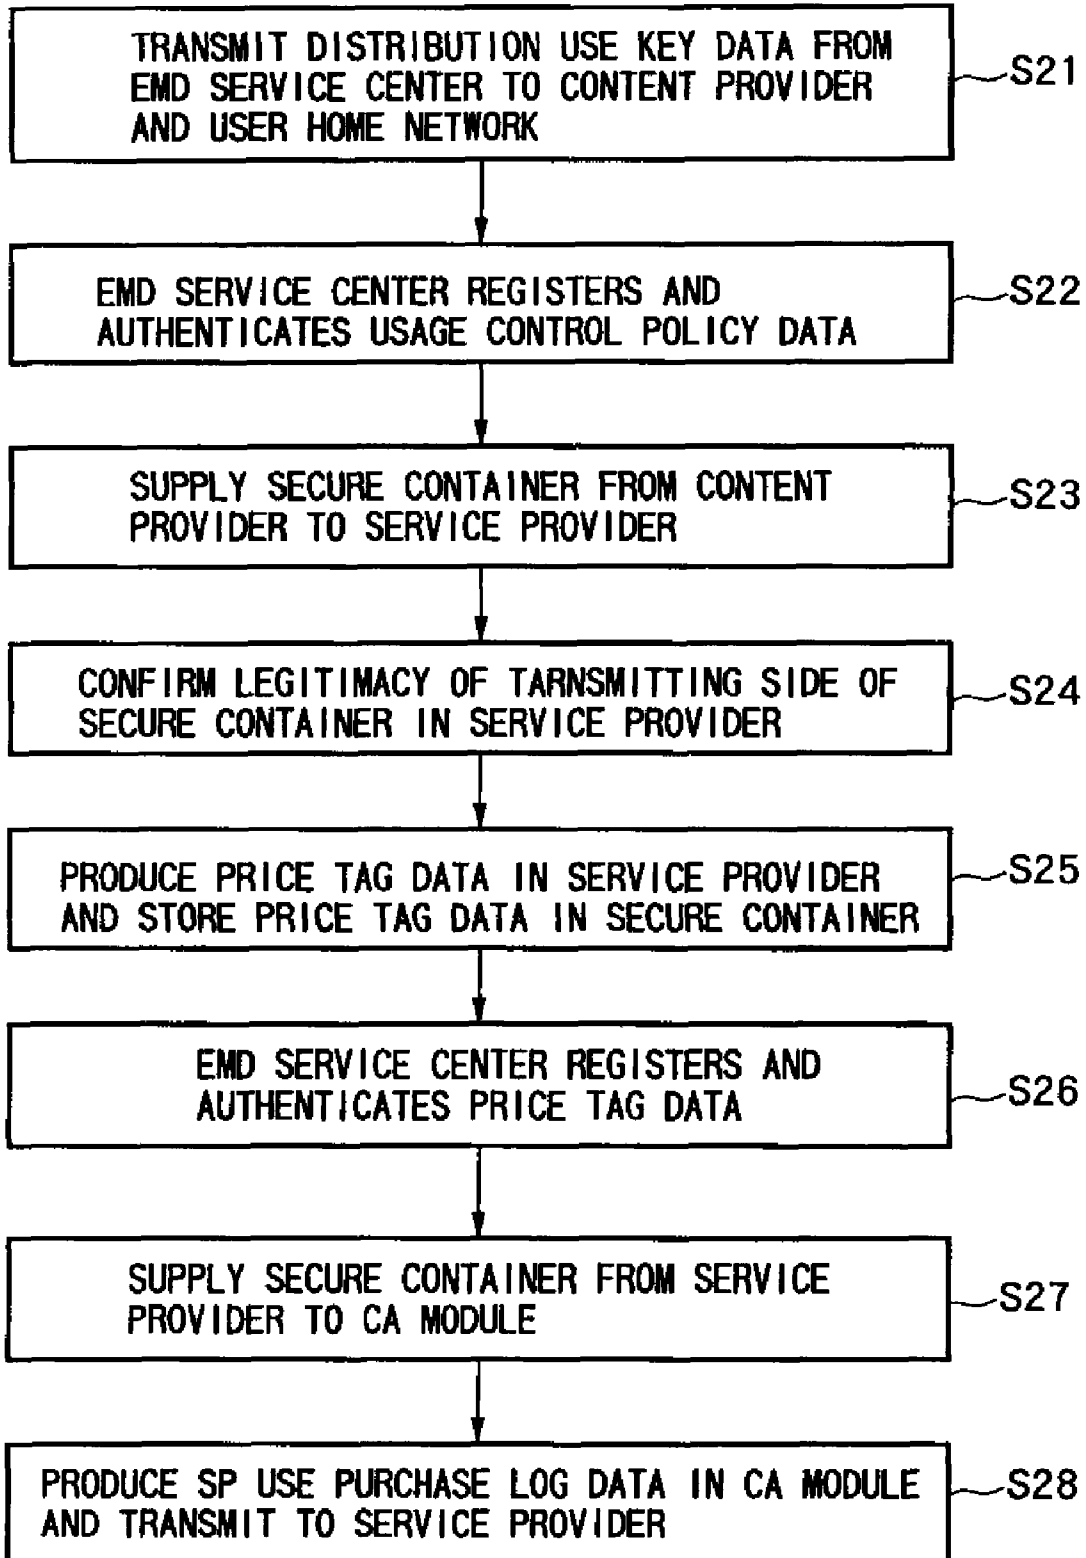 TRANSMIT DISTRIBUTION USE KEY DATA FROM
EMD SERVICE CENTER TO CONTENT PROVIDER
AND USER HOME NETWORK
S21
EMD SERVICE CENTER REGISTERS AND
AUTHENTICATES USAGE CONTROL POLICY DATA
S22
SUPPLY SECURE CONTAINER FROM CONTENT
PROVIDER TO SERVICE PROVIDER
S23
CONFIRM LEGITIMACY OF TARNSMITTING SIDE OF
SECURE CONTAINER IN SERVICE PROVIDER
S24
PRODUCE PRICE TAG DATA IN SERVICE PROVIDER
AND STORE PRICE TAG DATA IN SECURE CONTAINER
S25
EMD SERVICE CENTER REGISTERS AND
AUTHENTICATES PRICE TAG DATA
S26
SUPPLY SECURE CONTAINER FROM SERVICE
PROVIDER TO CA MODULE
S27
PRODUCE SP USE PURCHASE LOG DATA IN CA MODULE
AND TRANSMIT TO SERVICE PROVIDER
S28